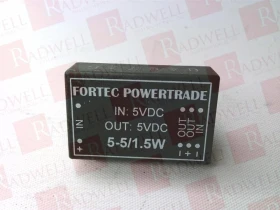 FORTEC POWERTRADE
IN: 5VDC
OUT: 5VDC
5-5/1.5W
+ IN
–
OUT
+
OUT
–
IN
RADWELL